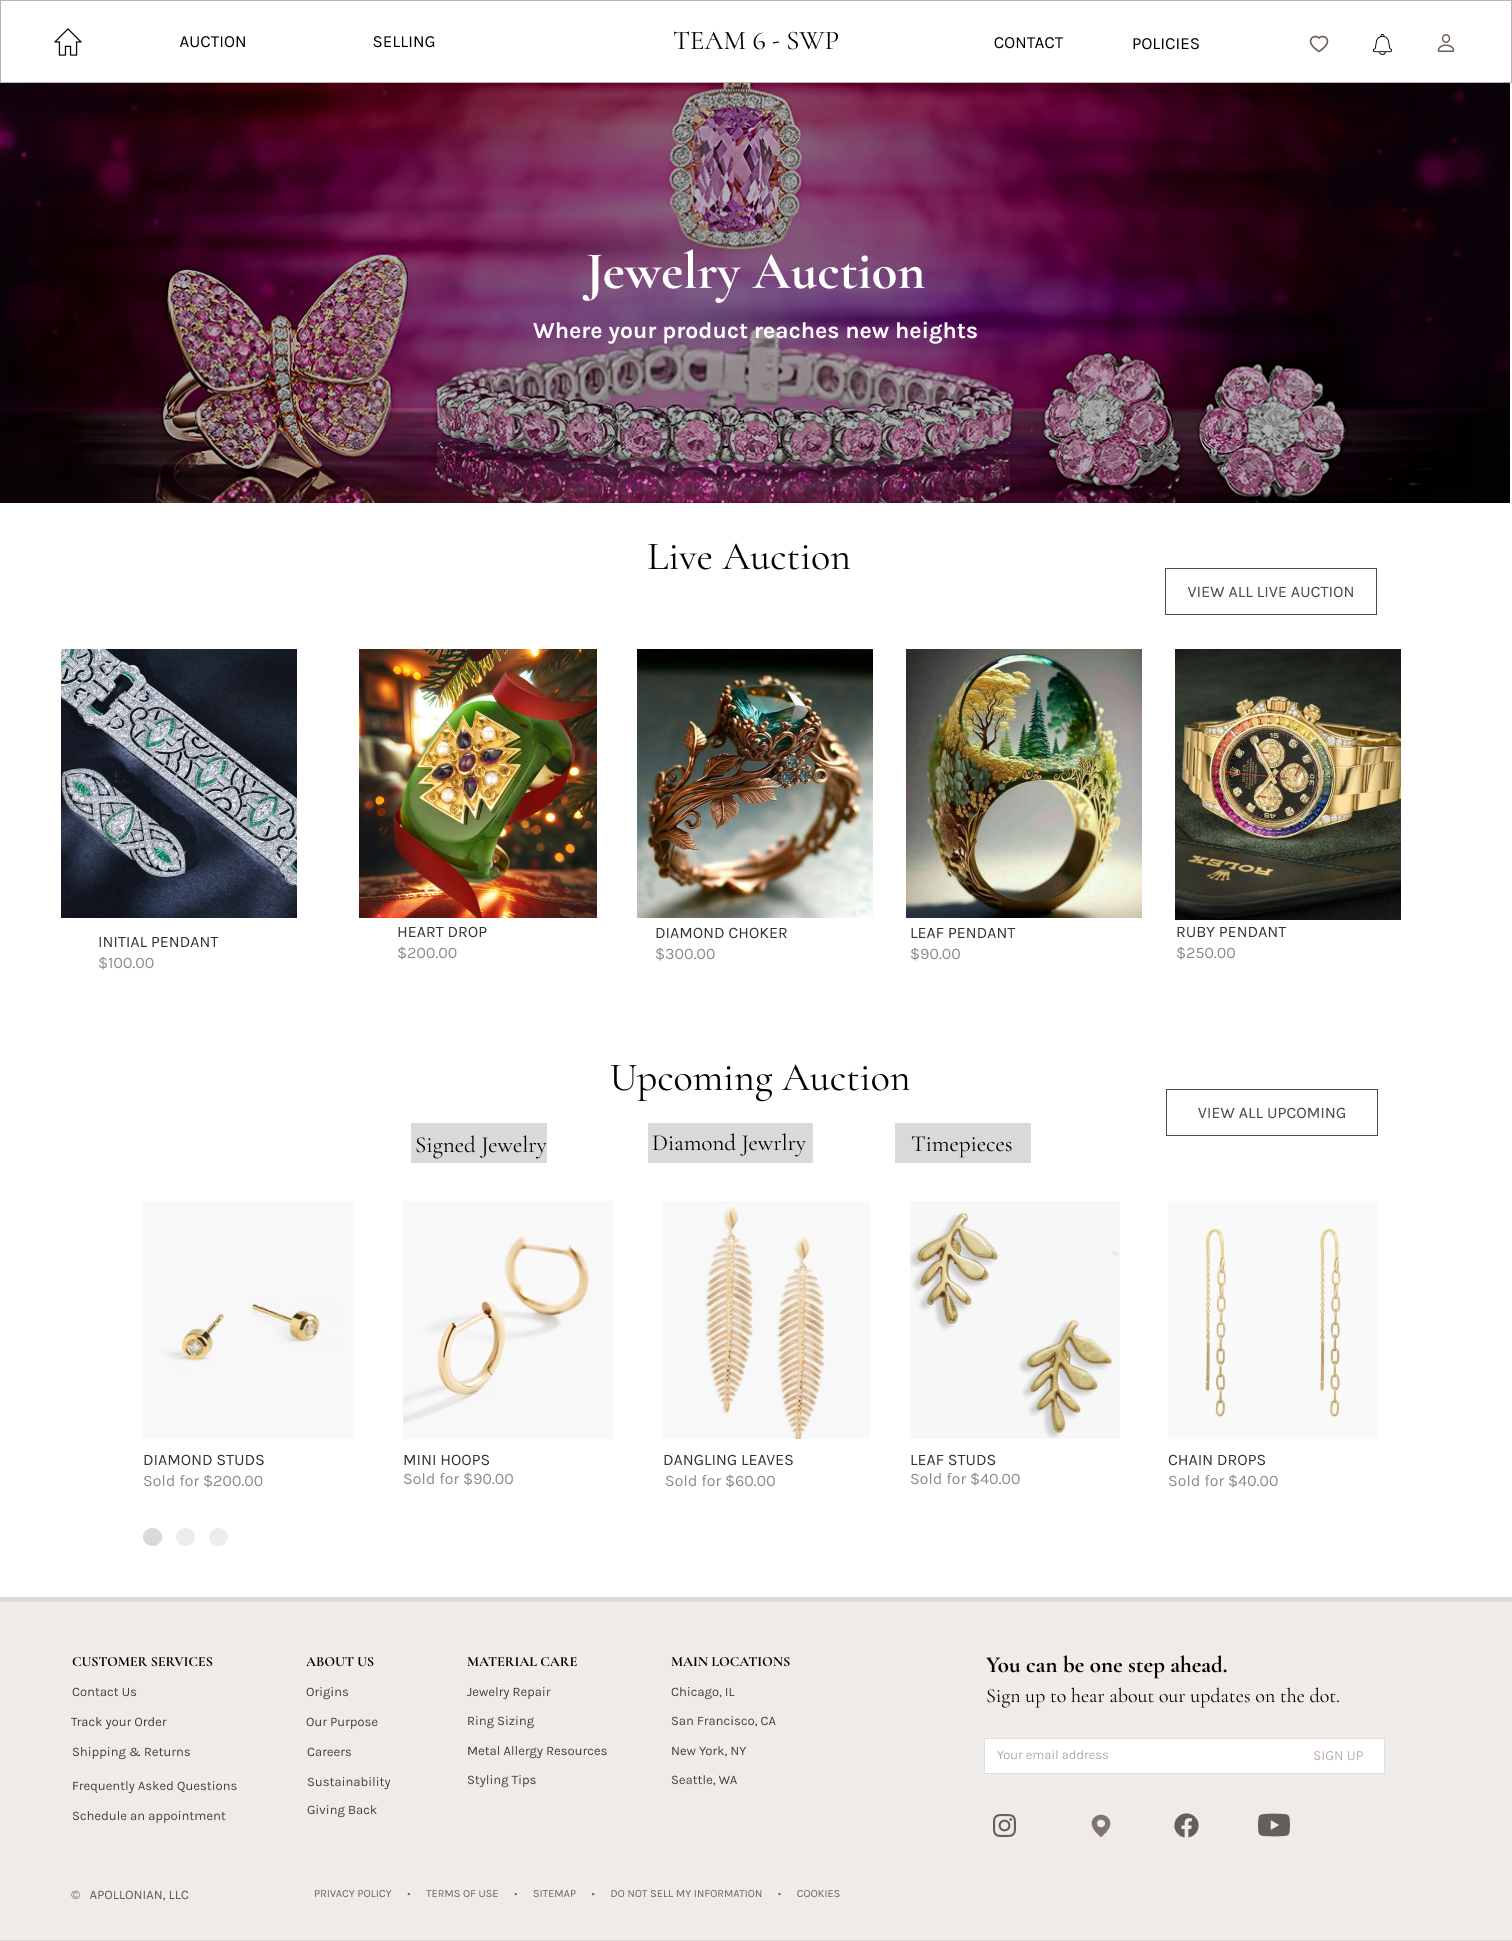 AUCTION
SELLING
TEAM 6 - SWP
CONTACT
POLICIES
Jewelry Auction
Where your product reaches new heights
Live Auction
VIEW ALL LIVE AUCTION
15
30
45
ROLEX
INITIAL PENDANT
$100.00
HEART DROP
$200.00
DIAMOND CHOKER
$300.00
LEAF PENDANT
$90.00
RUBY PENDANT
$250.00
Upcoming Auction
VIEW ALL UPCOMING
Signed Jewelry
Diamond Jewrlry
Timepieces
DIAMOND STUDS
Sold for $200.00
MINI HOOPS
Sold for $90.00
DANGLING LEAVES
Sold for $60.00
LEAF STUDS
Sold for $40.00
CHAIN DROPS
Sold for $40.00
CUSTOMER SERVICES
Contact Us
Track your Order
Shipping & Returns
Frequently Asked Questions
Schedule an appointment
ABOUT US
Origins
Our Purpose
Careers
Sustainability
Giving Back
MATERIAL CARE
Jewelry Repair
Ring Sizing
Metal Allergy Resources
Styling Tips
MAIN LOCATIONS
Chicago, IL
San Francisco, CA
New York, NY
Seattle, WA
You can be one step ahead.
Sign up to hear about our updates on the dot.
Your email address
SIGN UP
© APOLLONIAN, LLC
PRIVACY POLICY • TERMS OF USE • SITEMAP • DO NOT SELL MY INFORMATION • COOKIES